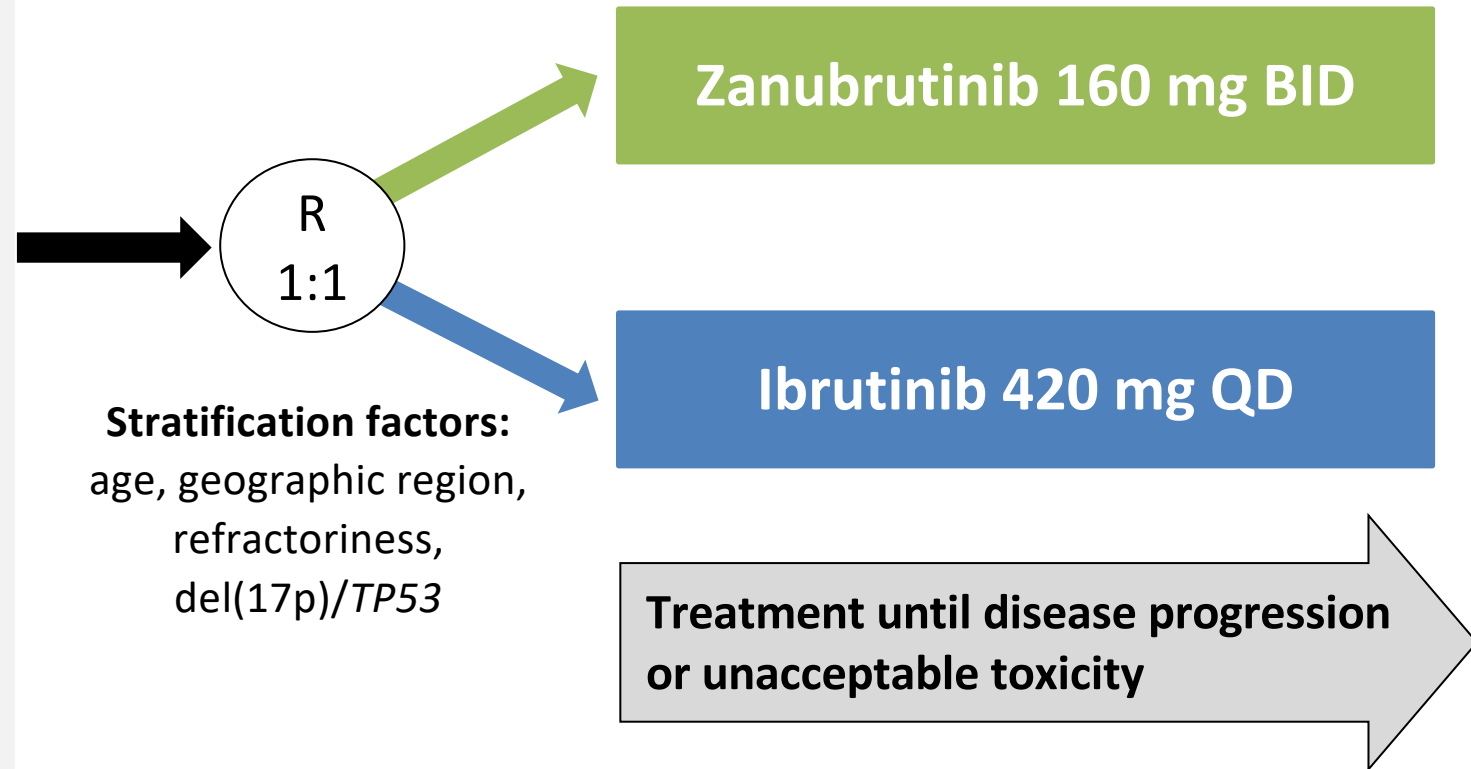 Zanubrutinib 160 mg BID
R
1:1
Ibrutinib 420 mg QD
Stratification factors:
age, geographic region,
refractoriness,
del(17p)/TP53
Treatment until disease progression
or unacceptable toxicity